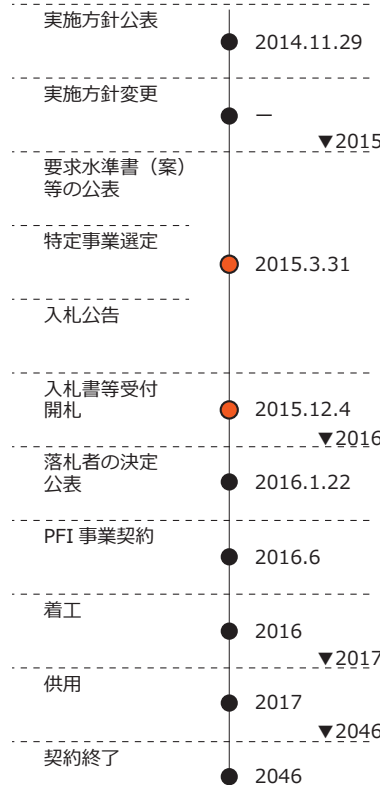 実施方針公表
2014.11.29
実施方針変更
—
▼2015
要求水準書（案）
等の公表
特定事業選定
2015.3.31
入札公告
入札書等受付
開札
2015.12.4
▼2016
落札者の決定
公表
2016.1.22
PFI 事業契約
2016.6
着工
2016
▼2017
供用
2017
▼2046
契約終了
2046